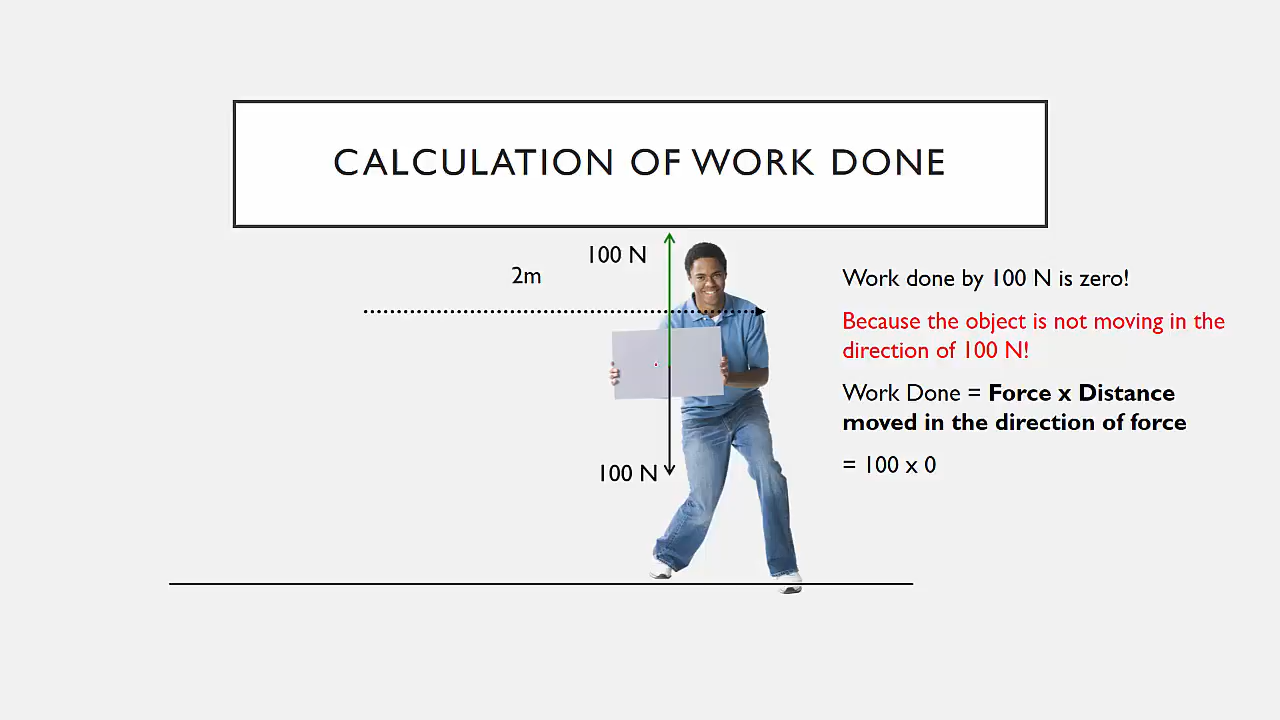 CALCULATION OF WORK DONE
100 N
2m
Work done by 100 N is zero!
Because the object is not moving in the
direction of 100 N!
Work Done = Force x Distance
moved in the direction of force
= 100 x 0
100 N